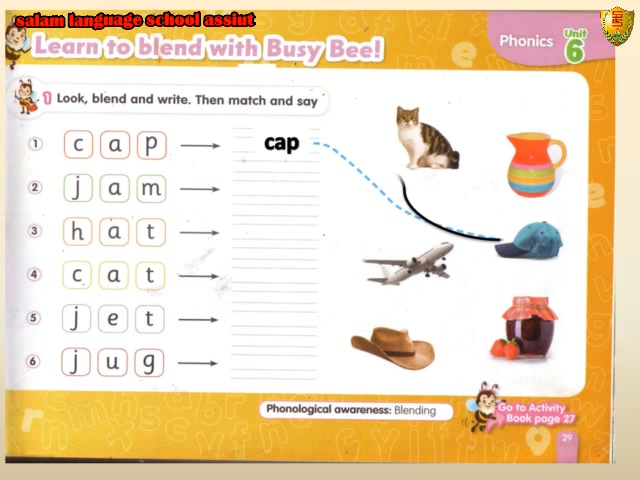 salam language school assiut
Learn to blend with Busy Bee!
Phonics Unit 6
1 Look, blend and write. Then match and say
1 c a p cap
2 j a m
3 h a t
4 c a t
5 j e t
6 j u g
Phonological awareness: Blending
Go to Activity
Book page 27
29